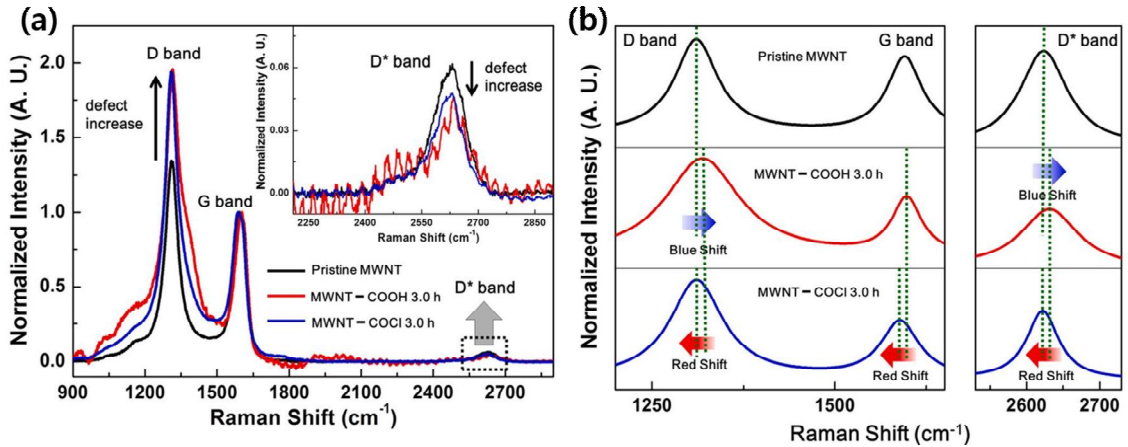 (a)
Normalized Intensity (A. U.)
2.0
1.5
1.0
0.5
0.0
D band
defect
increase
G band
D* band
defect
increase
Normalized Intensity (A. U.)
0.06
0.03
0.00
2250 2400 2550 2700 2850
Raman Shift (cm-1)
Pristine MWNT
MWNT – COOH 3.0 h
MWNT – COCl 3.0 h
D* band
900 1200 1500 1800 2100 2400 2700
Raman Shift (cm-1)
(b)
Normalized Intensity (A. U.)
D band
Pristine MWNT
G band
D* band
MWNT – COOH 3.0 h
Blue Shift
Blue Shift
MWNT – COCl 3.0 h
Red Shift
Red Shift
Red Shift
1250 1500
2600 2700
Raman Shift (cm-1)